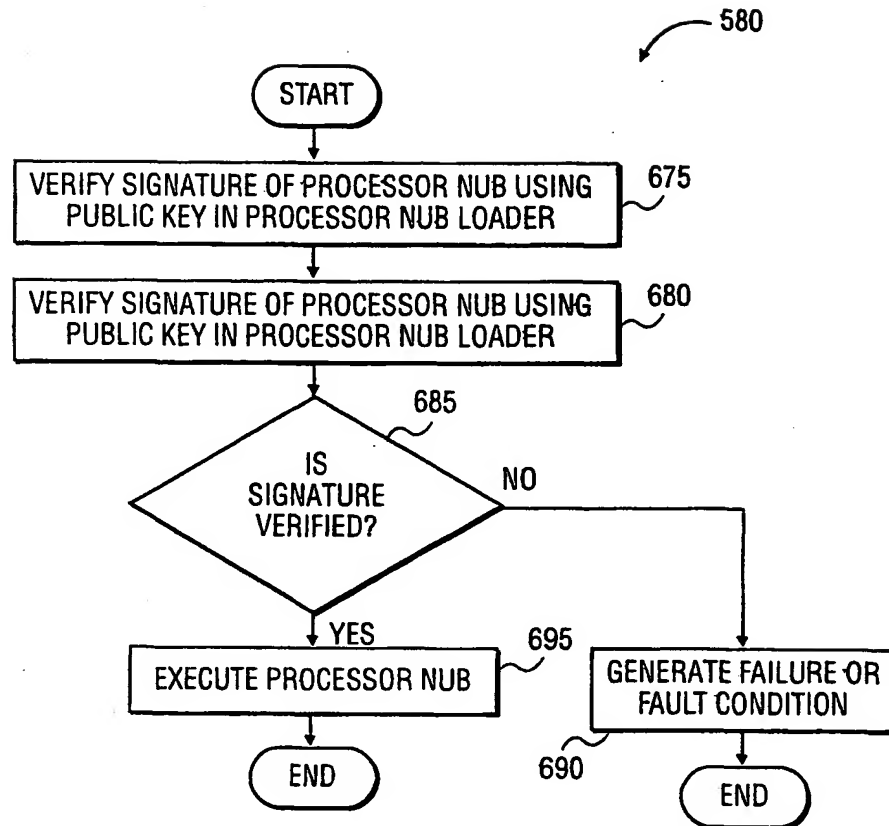 580
START
VERIFY SIGNATURE OF PROCESSOR NUB USING
PUBLIC KEY IN PROCESSOR NUB LOADER
675
VERIFY SIGNATURE OF PROCESSOR NUB USING
PUBLIC KEY IN PROCESSOR NUB LOADER
680
685
IS
SIGNATURE
VERIFIED?
NO
YES
EXECUTE PROCESSOR NUB
695
GENERATE FAILURE OR
FAULT CONDITION
690
END
END